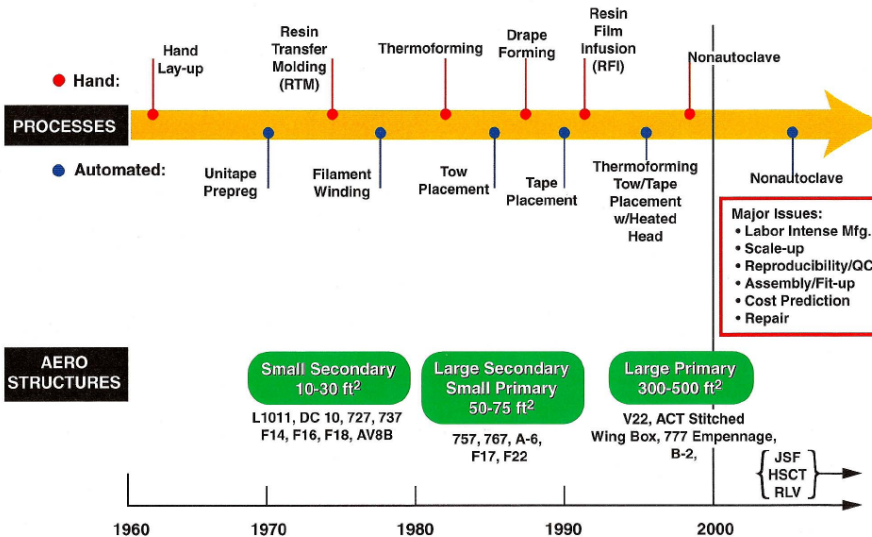 Hand
Lay-up
Resin
Transfer
Molding
(RTM)
Thermoforming
Drape
Forming
Resin
Film
Infusion
(RFI)
Nonautoclave
Hand:
PROCESSES
Automated:
Unitape
Prepreg
Filament
Winding
Tow
Placement
Tape
Placement
Thermoforming
Tow/Tape
Placement
w/Heated
Head
Nonautoclave
Major Issues:
• Labor Intense Mfg.
• Scale-up
• Reproducibility/QC
• Assembly/Fit-up
• Cost Prediction
• Repair
AERO
STRUCTURES
Small Secondary
10-30 ft²
L1011, DC 10, 727, 737
F14, F16, F18, AV8B
Large Secondary
Small Primary
50-75 ft²
757, 767, A-6,
F17, F22
Large Primary
300-500 ft²
V22, ACT Stitched
Wing Box, 777 Empennage,
B-2,
JSF
HSCT
RLV
1960
1970
1980
1990
2000